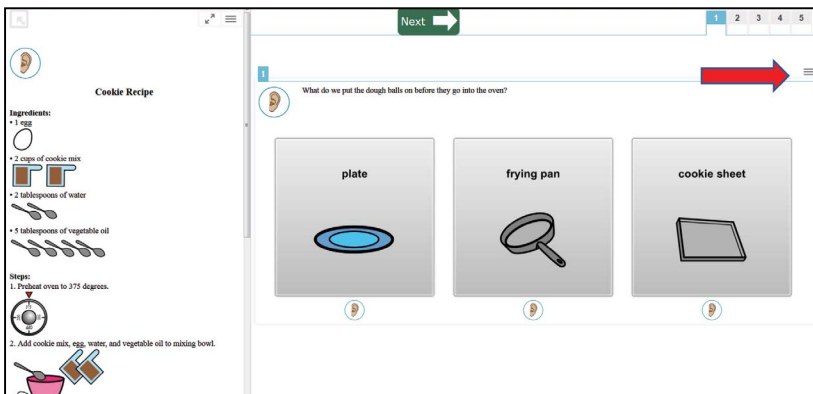 Next
1 2 3 4 5
Cookie Recipe
Ingredients:
• 1 egg
• 2 cups of cookie mix
• 2 tablespoons of water
• 5 tablespoons of vegetable oil
Steps:
1. Preheat oven to 375 degrees.
2. Add cookie mix, egg, water, and vegetable oil to mixing bowl.
1
What do we put the dough balls on before they go into the oven?
plate
frying pan
cookie sheet